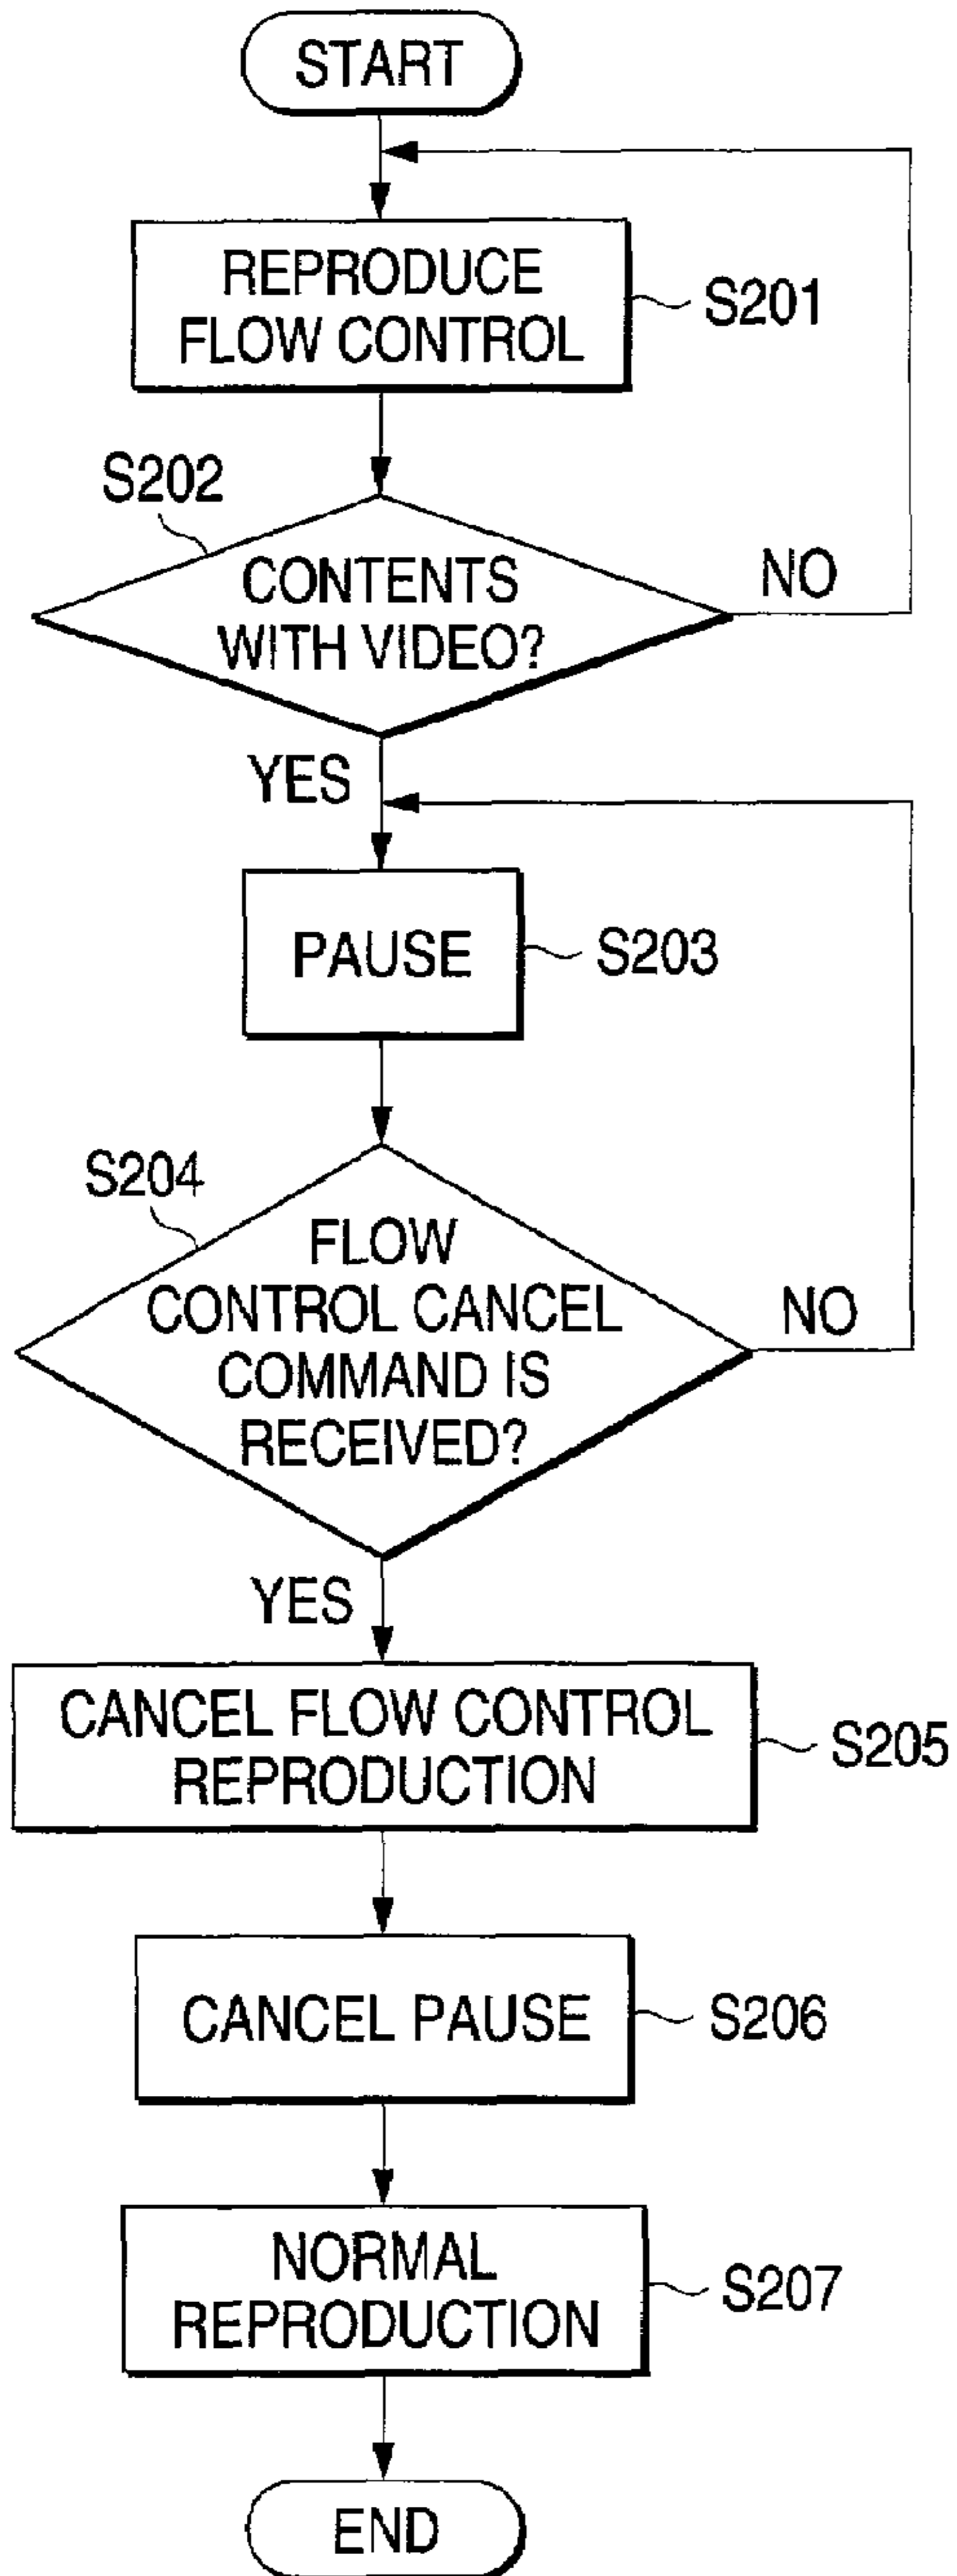 START
REPRODUCE
FLOW CONTROL
S201
S202
CONTENTS
WITH VIDEO?
NO
YES
PAUSE
S203
S204
FLOW
CONTROL CANCEL
COMMAND IS
RECEIVED?
NO
YES
CANCEL FLOW CONTROL
REPRODUCTION
S205
CANCEL PAUSE
S206
NORMAL
REPRODUCTION
S207
END